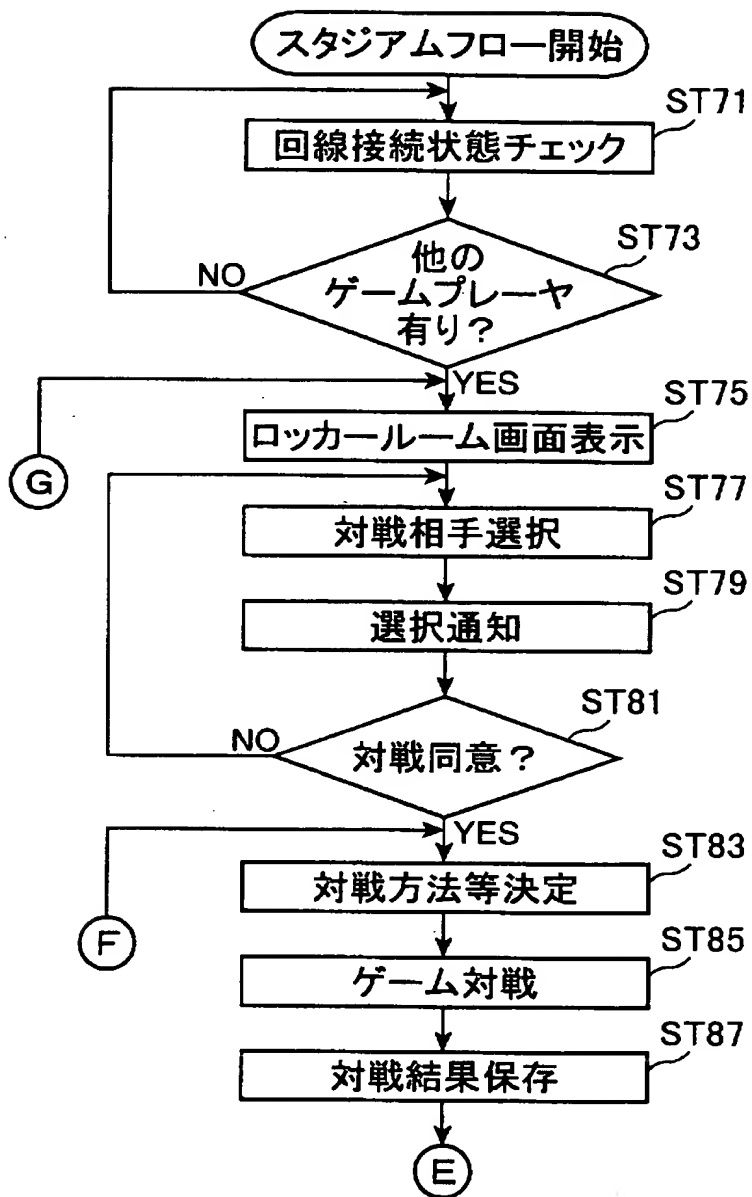 スタジアムフロー開始
ST71
回線接続状態チェック
ST73
他の
ゲームプレーヤ
有り？
NO
YES
ST75
ロッカールーム画面表示
G
ST77
対戦相手選択
ST79
選択通知
ST81
対戦同意？
NO
YES
ST83
対戦方法等決定
F
ST85
ゲーム対戦
ST87
対戦結果保存
E